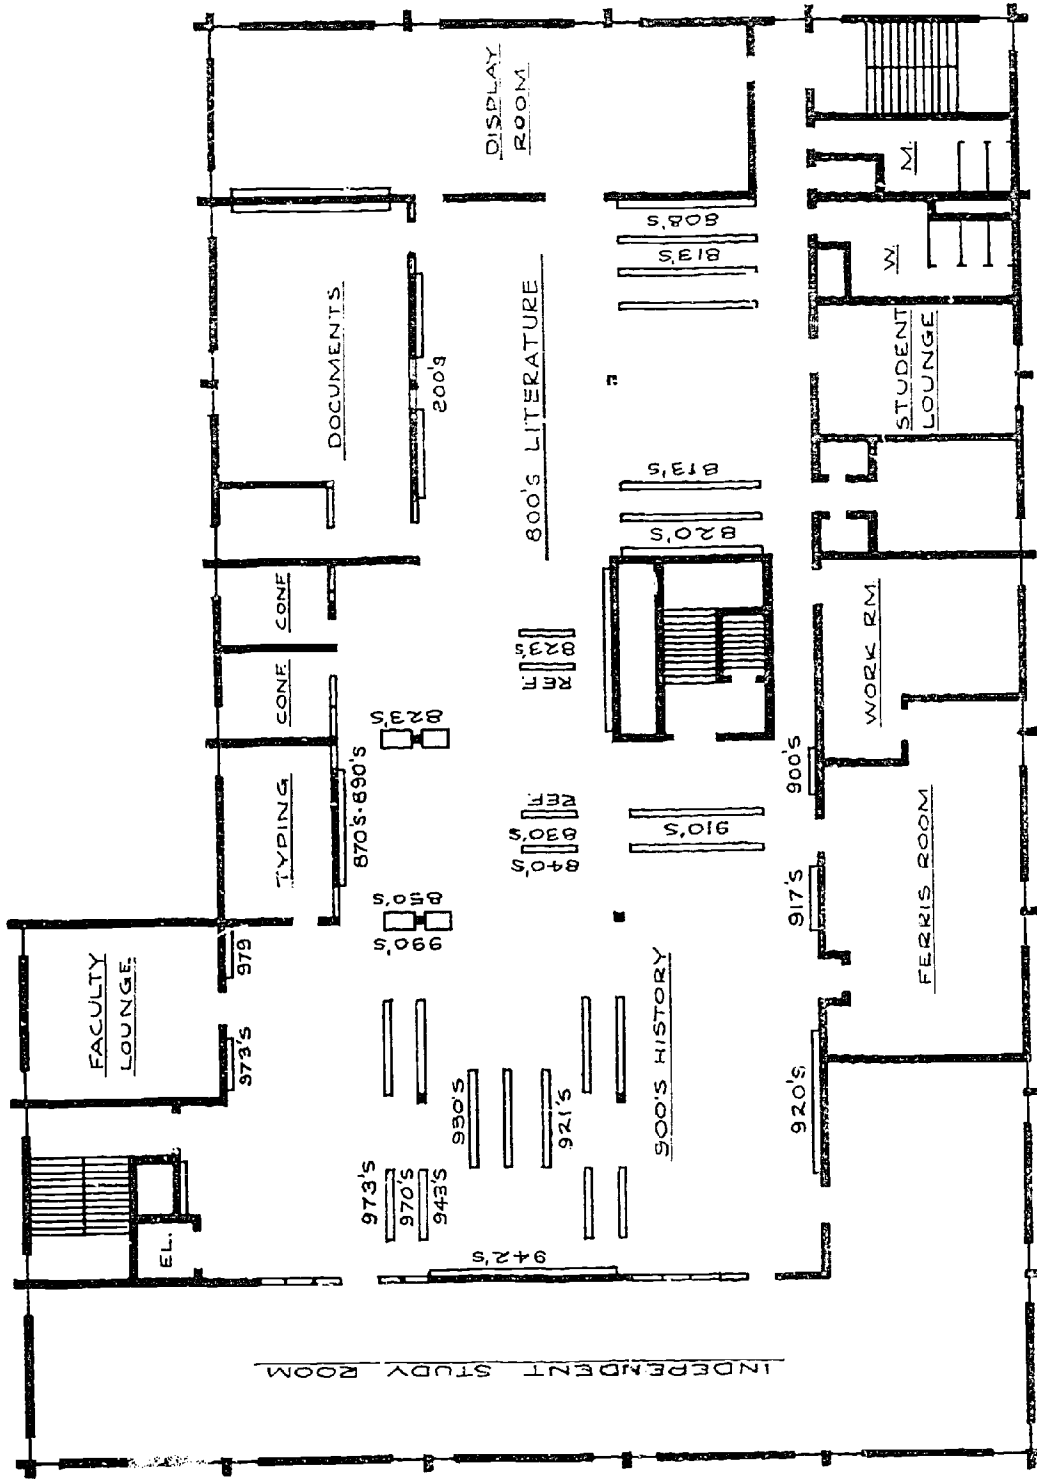 DISPLAY
ROOM
M.
808'S
W.
813'S
DOCUMENTS
200's
800'S LITERATURE
STUDENT
LOUNGE
813'S
820'S
CONF
CONF
823'S
REF.
WORK RM.
823'S
TYPING
870'S-890'S
REF.
830'S
840'S
910'S
900'S
850'S
990'S
917'S
FERRIS ROOM
FACULTY
LOUNGE.
979
973'S
900'S HISTORY
930'S
921'S
920'S
973'S
970'S
943'S
EL.
942'S
INDEPENDENT STUDY ROOM